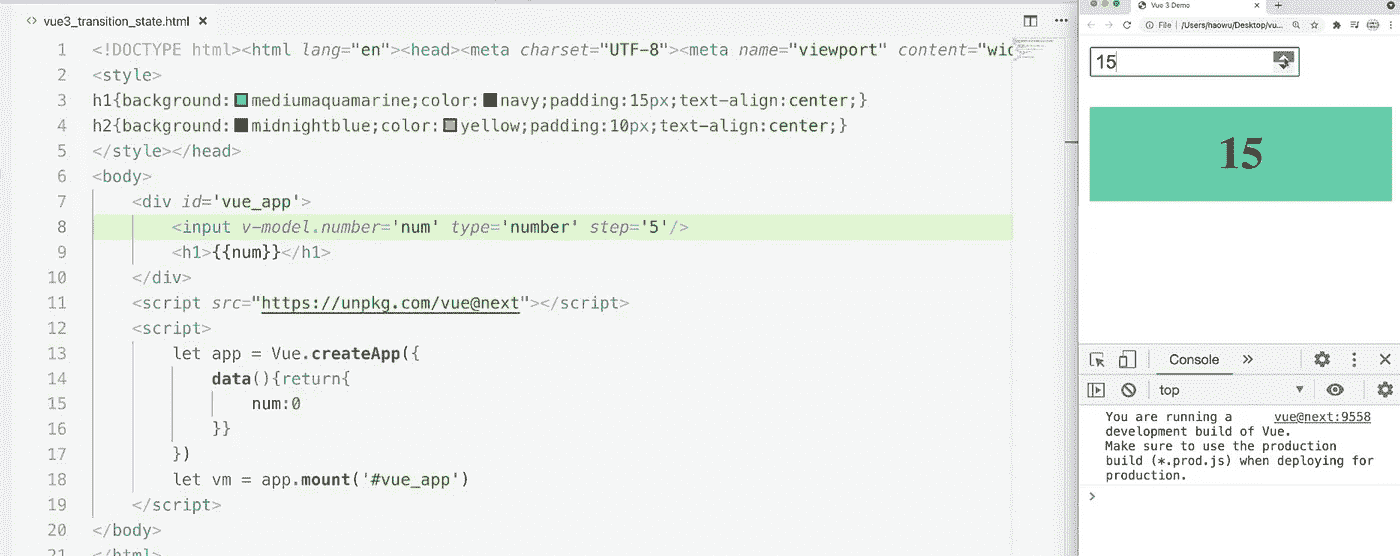 vue3_transition_state.html
1 <!DOCTYPE html><html lang="en"><head><meta charset="UTF-8"><meta name="viewport" content="wid
2 <style>
3 h1{background:mediumaquamarine;color:navy;padding:15px;text-align:center;}
4 h2{background:midnightblue;color:yellow;padding:10px;text-align:center;}
5 </style></head>
6 <body>
7 <div id='vue_app'>
8 <input v-model.number='num' type='number' step='5'/>
9 <h1>{{num}}</h1>
10 </div>
11 <script src="https://unpkg.com/vue@next"></script>
12 <script>
13 let app = Vue.createApp({
14 data(){return{
15 num:0
16 }}
17 })
18 let vm = app.mount('#vue_app')
19 </script>
20 </body>
21 </html>
Vue 3 Demo
File /Users/haowu/Desktop/vu...
15
15
Console
top
You are running a vue@next:9558
development build of Vue.
Make sure to use the production
build (*.prod.js) when deploying for
production.